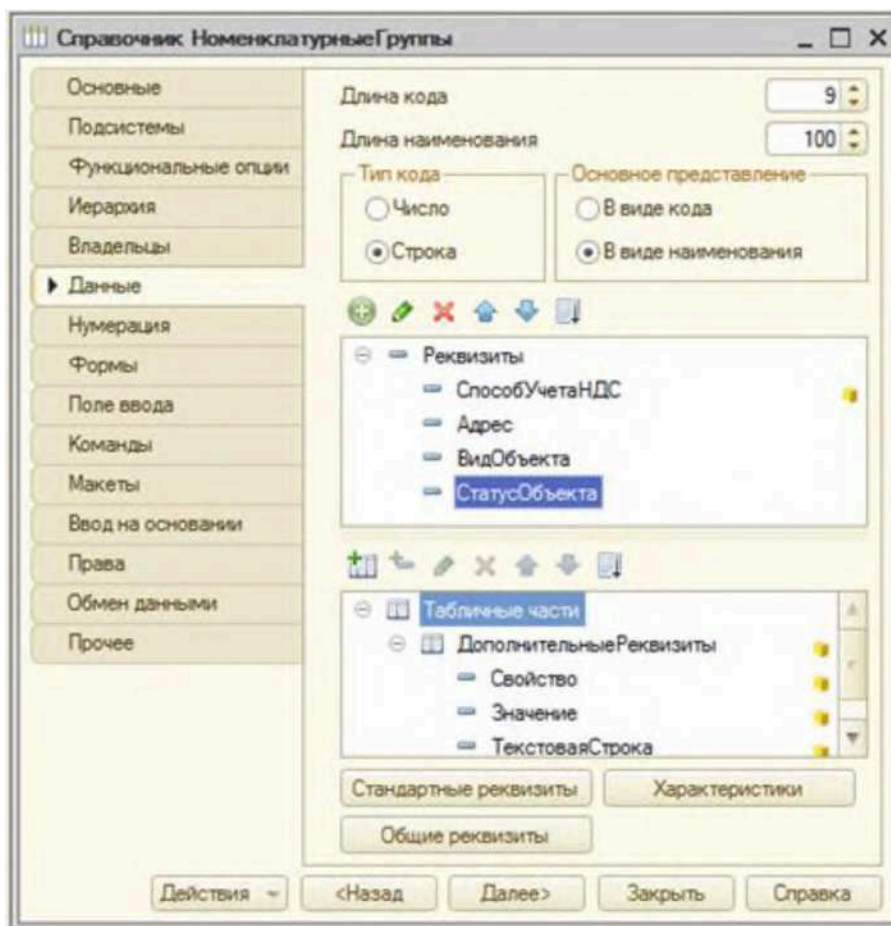 Справочник НоменклатурныеГруппы
Основные
Подсистемы
Функциональные опции
Иерархия
Владельцы
Данные
Нумерация
Формы
Поле ввода
Команды
Макеты
Ввод на основании
Права
Обмен данными
Прочее
Длина кода 9
Длина наименования 100
Тип кода
Число
Строка
Основное представление
В виде кода
В виде наименования
Реквизиты
СпособУчетаНДС
Адрес
ВидОбъекта
СтатусОбъекта
Табличные части
ДополнительныеРеквизиты
Свойство
Значение
ТекстоваяСтрока
Стандартные реквизиты Характеристики
Общие реквизиты
Действия <Назад Далее> Закрыть Справка